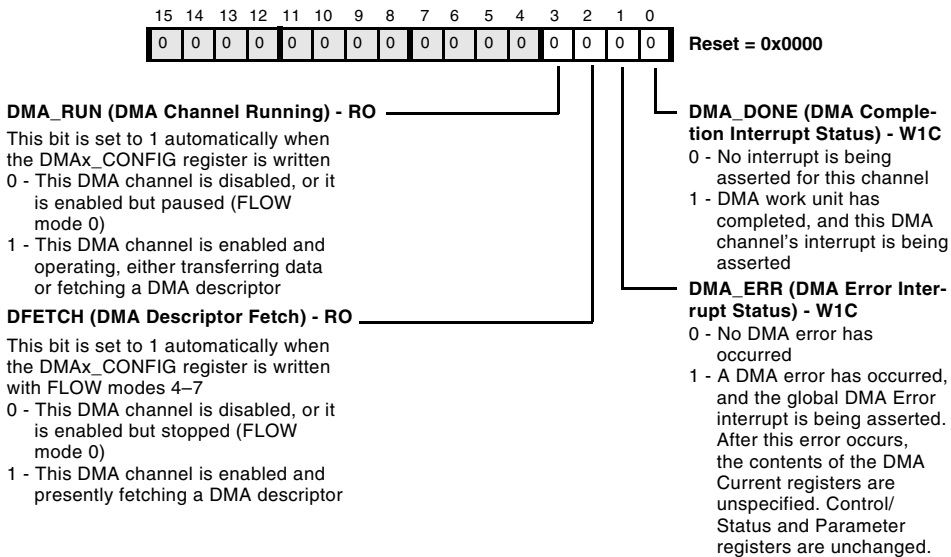 15 14 13 12 11 10 9 8 7 6 5 4 3 2 1 0
0 0 0 0 0 0 0 0 0 0 0 0 0 0 0 0 Reset = 0x0000
DMA_RUN (DMA Channel Running) - RO
This bit is set to 1 automatically when
the DMAx_CONFIG register is written
0 - This DMA channel is disabled, or it
is enabled but paused (FLOW
mode 0)
1 - This DMA channel is enabled and
operating, either transferring data
or fetching a DMA descriptor
DFETCH (DMA Descriptor Fetch) - RO
This bit is set to 1 automatically when
the DMAx_CONFIG register is written
with FLOW modes 4–7
0 - This DMA channel is disabled, or it
is enabled but stopped (FLOW
mode 0)
1 - This DMA channel is enabled and
presently fetching a DMA descriptor
DMA_DONE (DMA Comple-
tion Interrupt Status) - W1C
0 - No interrupt is being
asserted for this channel
1 - DMA work unit has
completed, and this DMA
channel's interrupt is being
asserted
DMA_ERR (DMA Error Inter-
rupt Status) - W1C
0 - No DMA error has
occurred
1 - A DMA error has occurred,
and the global DMA Error
interrupt is being asserted.
After this error occurs,
the contents of the DMA
Current registers are
unspecified. Control/
Status and Parameter
registers are unchanged.